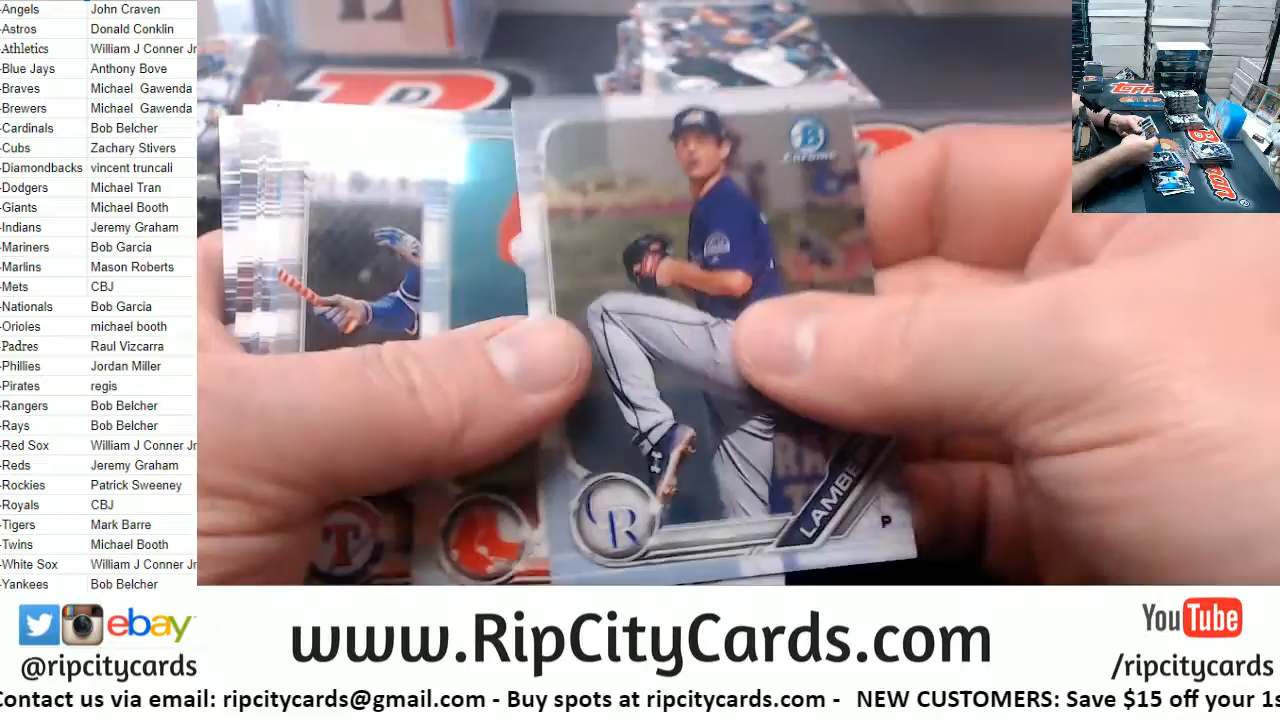 -Angels John Craven
-Astros Donald Conklin
-Athletics William J Conner Jr
-Blue Jays Anthony Bove
-Braves Michael Gawenda
-Brewers Michael Gawenda
-Cardinals Bob Belcher
-Cubs Zachary Stivers
-Diamondbacks vincent truncali
-Dodgers Michael Tran
-Giants Michael Booth
-Indians Jeremy Graham
-Mariners Bob Garcia
-Marlins Mason Roberts
-Mets CBJ
-Nationals Bob Garcia
-Orioles michael booth
-Padres Raul Vizcarra
-Phillies Jordan Miller
-Pirates regis
-Rangers Bob Belcher
-Rays Bob Belcher
-Red Sox William J Conner Jr
-Reds Jeremy Graham
-Rockies Patrick Sweeney
-Royals CBJ
-Tigers Mark Barre
-Twins Michael Booth
-White Sox William J Conner Jr
-Yankees Bob Belcher
B
Chrome
CR
LAMBE
P
T
TOPPS
ebay
@ripcitycards
www.RipCityCards.com
YouTube
/ripcitycards
Contact us via email: ripcitycards@gmail.com - Buy spots at ripcitycards.com - NEW CUSTOMERS: Save $15 off your 1s